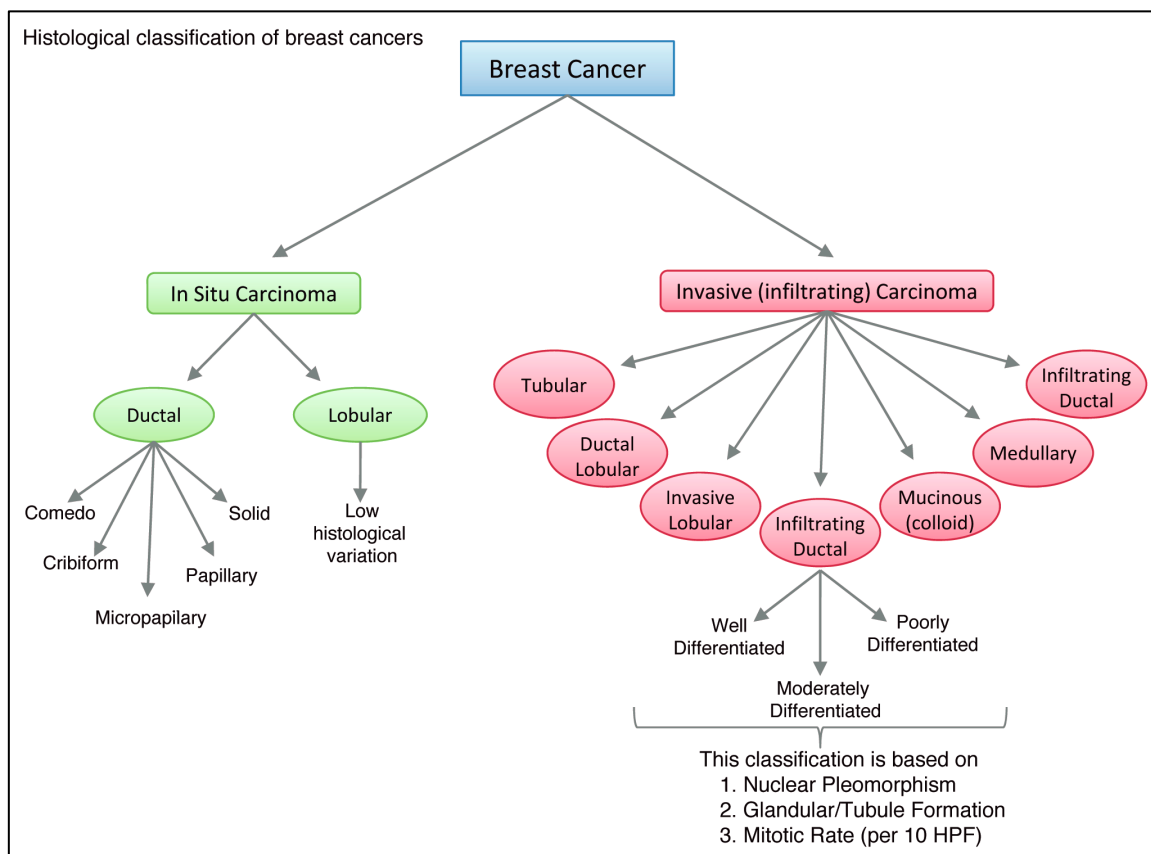 Histological classification of breast cancers
Breast Cancer
In Situ Carcinoma
Invasive (infiltrating) Carcinoma
Ductal
Lobular
Comedo
Cribiform
Micropapilary
Papillary
Solid
Low
histological
variation
Tubular
Ductal
Lobular
Invasive
Lobular
Infiltrating
Ductal
Mucinous
(colloid)
Medullary
Infiltrating
Ductal
Well
Differentiated
Moderately
Differentiated
Poorly
Differentiated
This classification is based on
1. Nuclear Pleomorphism
2. Glandular/Tubule Formation
3. Mitotic Rate (per 10 HPF)